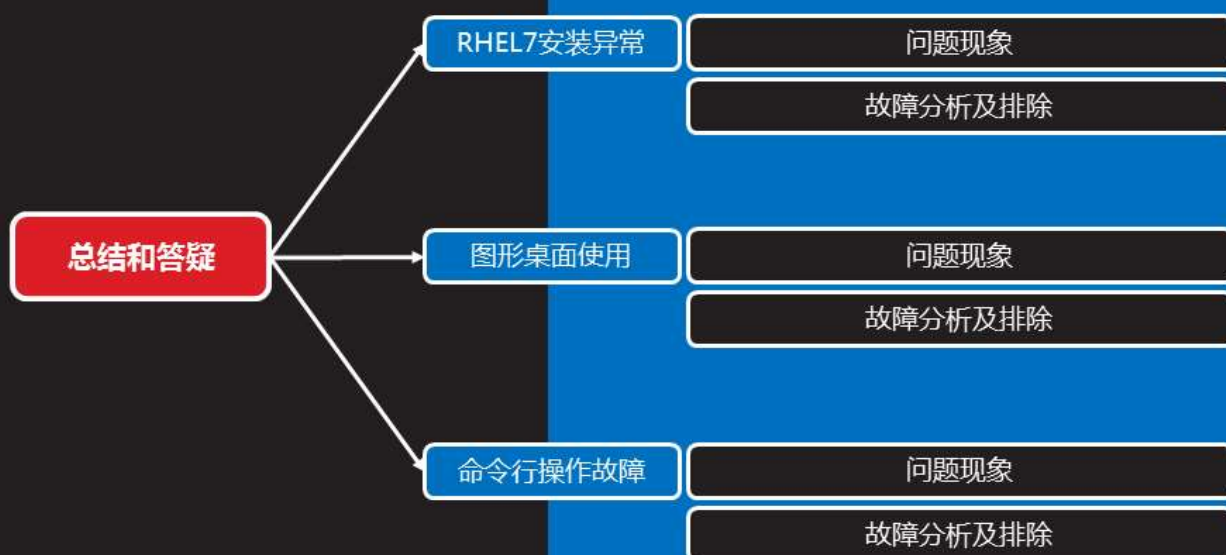 总结和答疑
RHEL7安装异常
问题现象
故障分析及排除
图形桌面使用
问题现象
故障分析及排除
命令行操作故障
问题现象
故障分析及排除